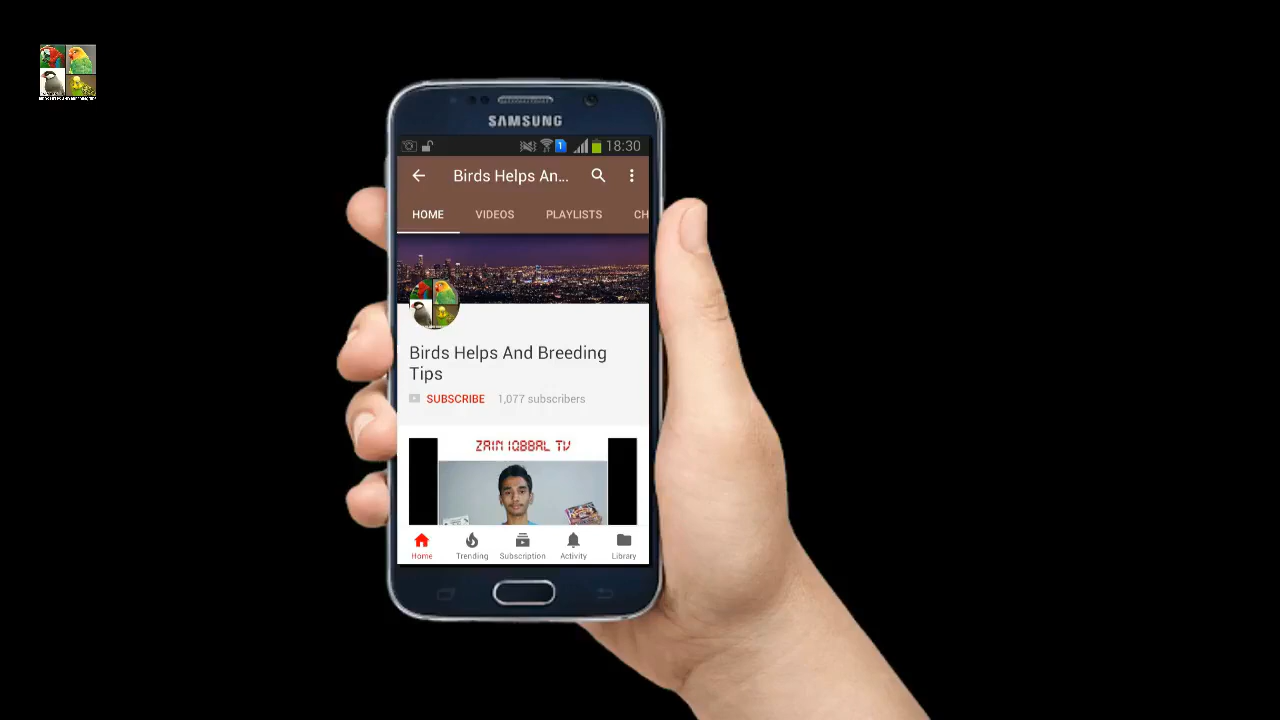 SAMSUNG
18:30
Birds Helps An...
HOME VIDEOS PLAYLISTS CH
Birds Helps And Breeding
Tips
SUBSCRIBE 1,077 subscribers
ZAIN IQBBAL TV
Home Trending Subscription Activity Library